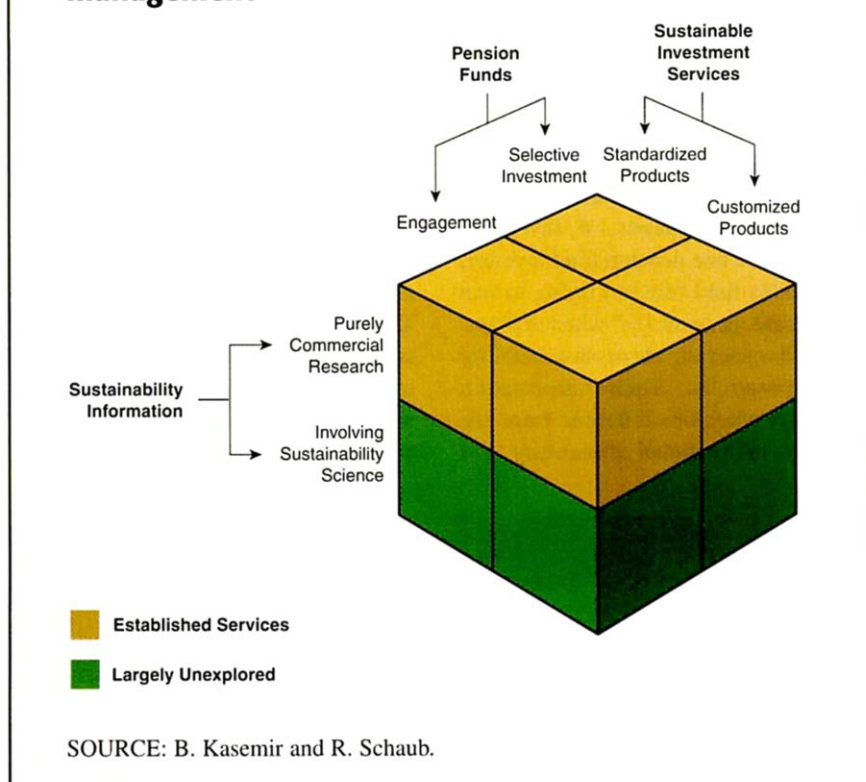 management
Pension
Funds
Sustainable
Investment
Services
Selective
Investment
Standardized
Products
Engagement
Customized
Products
Purely
Commercial
Research
Sustainability
Information
Involving
Sustainability
Science
Established Services
Largely Unexplored
SOURCE: B. Kasemir and R. Schaub.